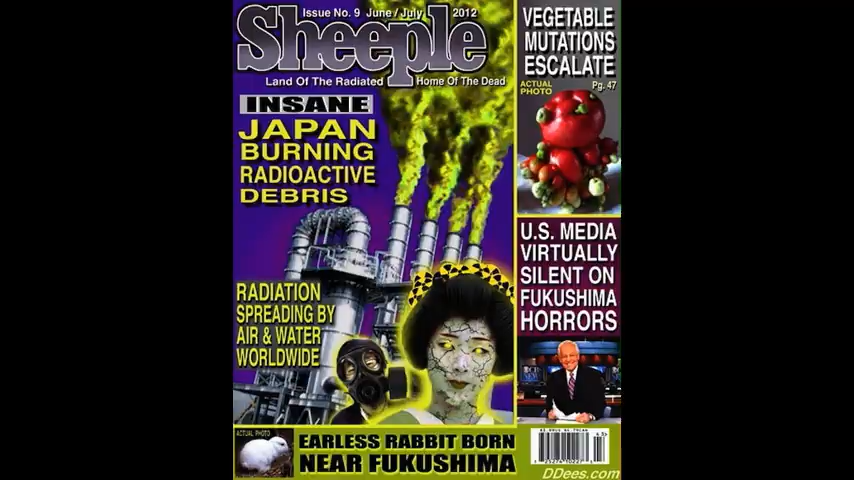 Issue No. 9 June / July 2012
Sheeple
Land Of The Radiated Home Of The Dead
INSANE
JAPAN
BURNING
RADIOACTIVE
DEBRIS
RADIATION
SPREADING BY
AIR & WATER
WORLDWIDE
ACTUAL PHOTO
EARLESS RABBIT BORN
NEAR FUKUSHIMA
VEGETABLE
MUTATIONS
ESCALATE
ACTUAL
PHOTO
Pg. 47
U.S. MEDIA
VIRTUALLY
SILENT ON
FUKUSHIMA
HORRORS
CBS NEWS
DDees.com